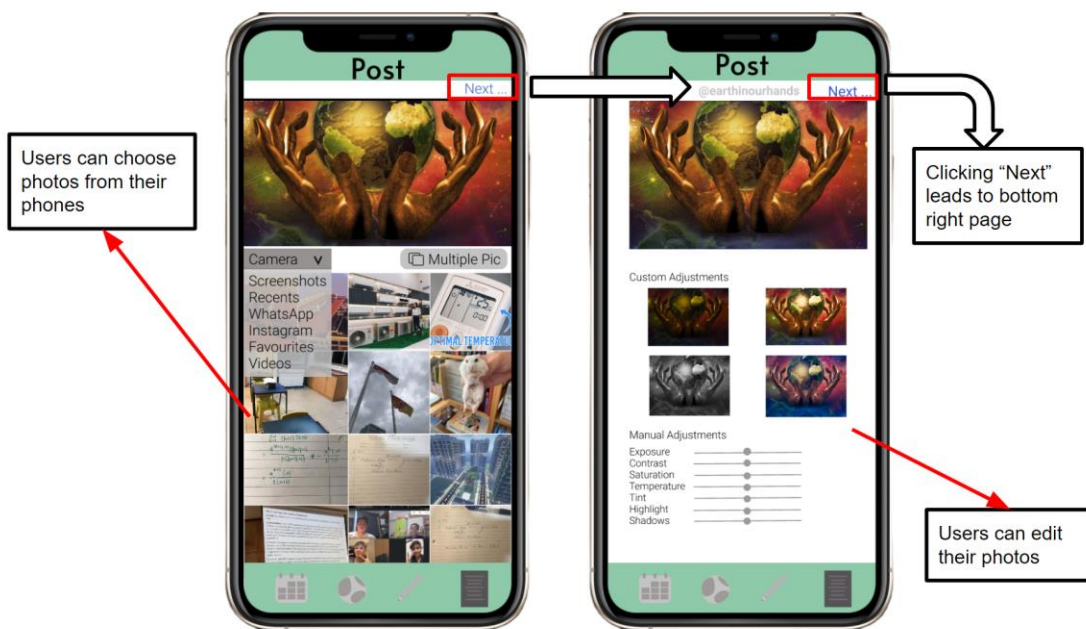 Post
Next ...
Users can choose
photos from their
phones
Camera v
Multiple Pic
Screenshots
Recents
WhatsApp
Instagram
Favourites
Videos
OPTIMAL TEMPERA
Post
@earthinourhands
Next ...
Clicking “Next”
leads to bottom
right page
Custom Adjustments
Manual Adjustments
Exposure
Contrast
Saturation
Temperature
Tint
Highlight
Shadows
Users can edit
their photos